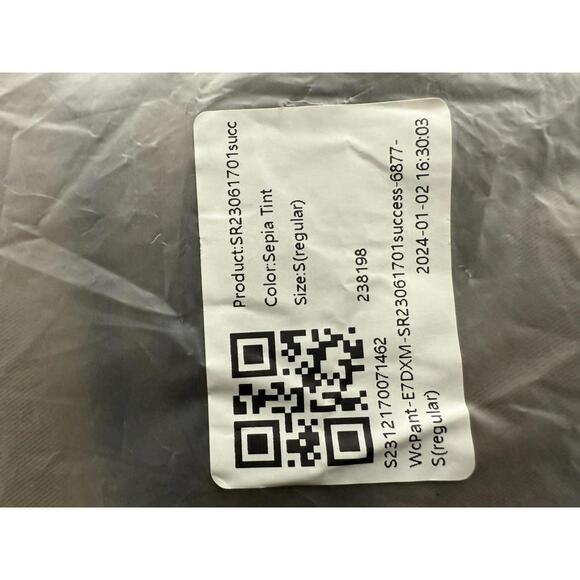 Product:SR23061701succ
Color:Sepia Tint
Size:S(regular)
238198
S2312170071462
WcPant-E7DXM-SR23061701success-6877-
S(regular)
2024-01-02 16:30:03